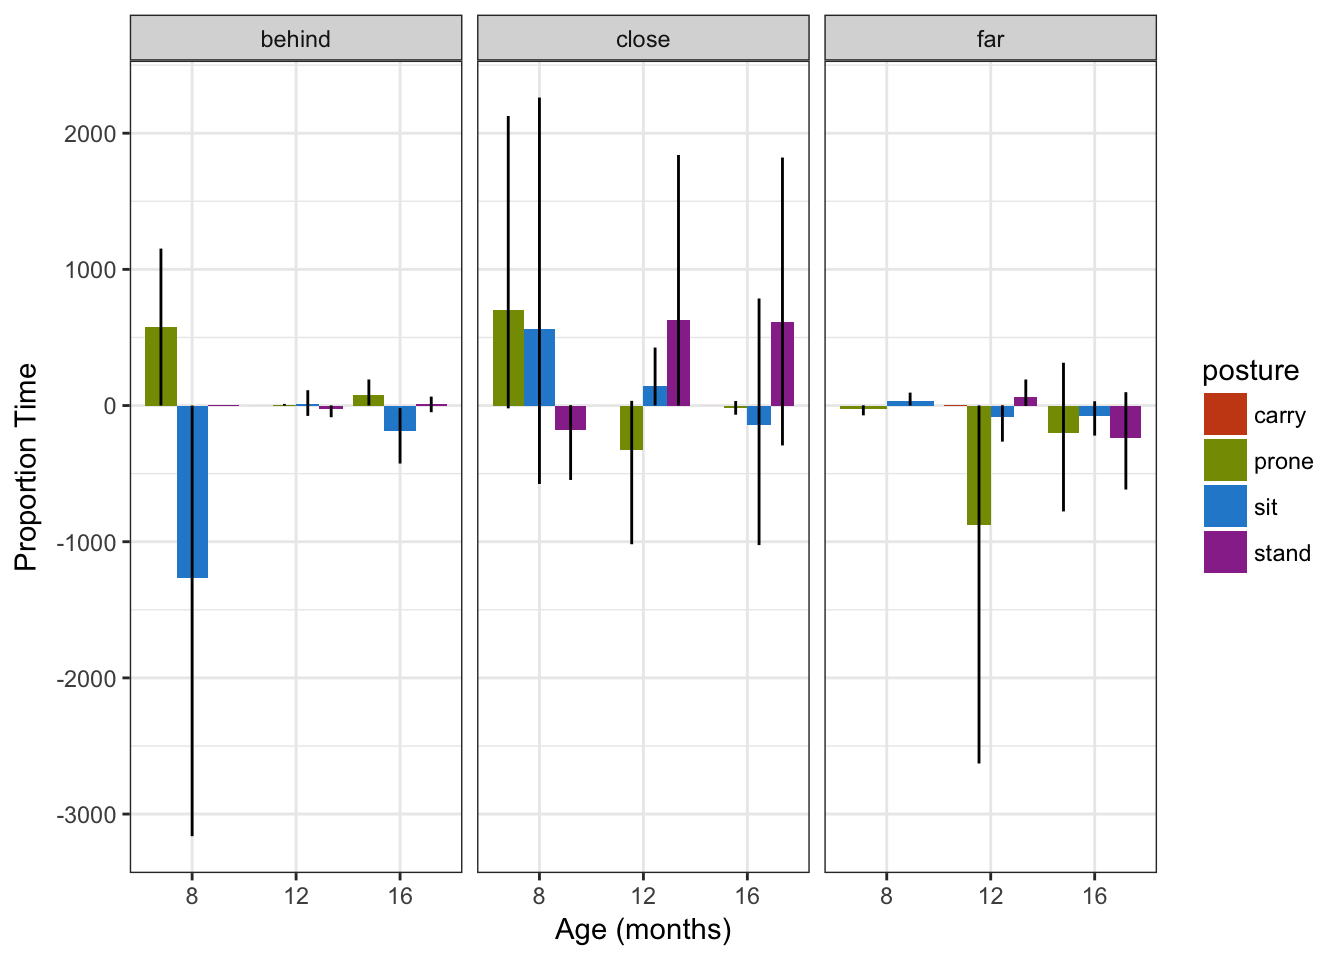 behind close far
2000
1000
0
-1000
-2000
-3000
Proportion Time
8 12 16 8 12 16 8 12 16
Age (months)
posture
carry
prone
sit
stand